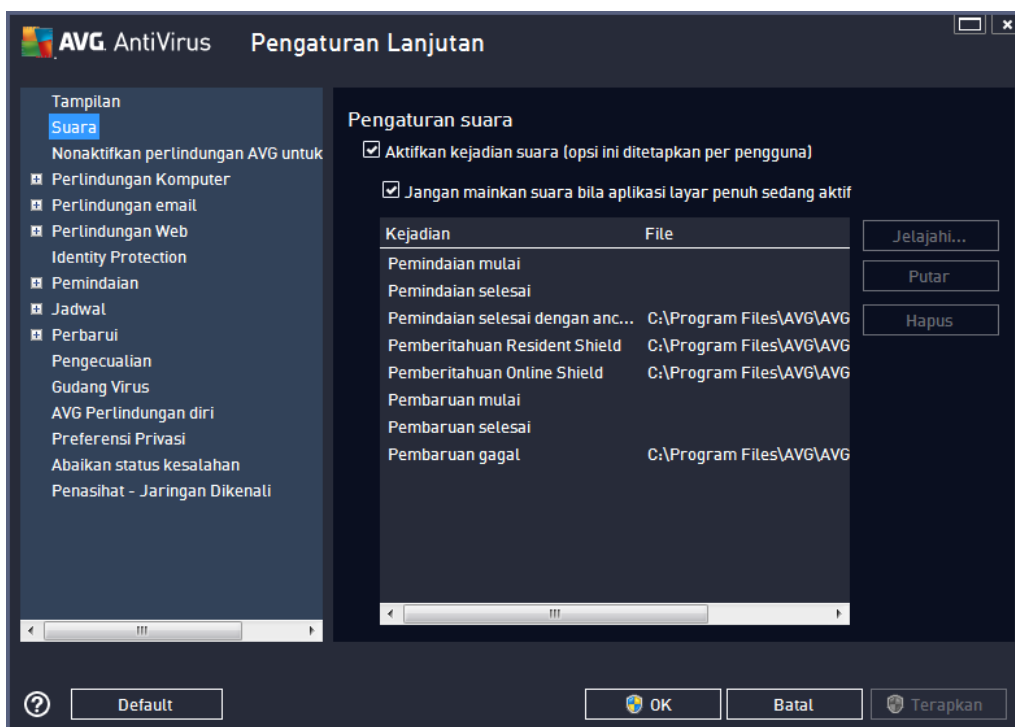 AVG. AntiVirus Pengaturan Lanjutan
Tampilan
Suara
Nonaktifkan perlindungan AVG untuk
Perlindungan Komputer
Perlindungan email
Perlindungan Web
Identity Protection
Pemindaian
Jadwal
Perbarui
Pengecualian
Gudang Virus
AVG Perlindungan diri
Preferensi Privasi
Abaikan status kesalahan
Penasihat - Jaringan Dikenali
Pengaturan suara
Aktifkan kejadian suara (opsi ini ditetapkan per pengguna)
Jangan mainkan suara bila aplikasi layar penuh sedang aktif
Kejadian File
Pemindaian mulai
Pemindaian selesai
Pemindaian selesai dengan anc... C:\Program Files\AVG\AVG
Pemberitahuan Resident Shield C:\Program Files\AVG\AVG
Pemberitahuan Online Shield C:\Program Files\AVG\AVG
Pembaruan mulai
Pembaruan selesai
Pembaruan gagal C:\Program Files\AVG\AVG
Jelajahi...
Putar
Hapus
Default
OK
Batal
Terapkan